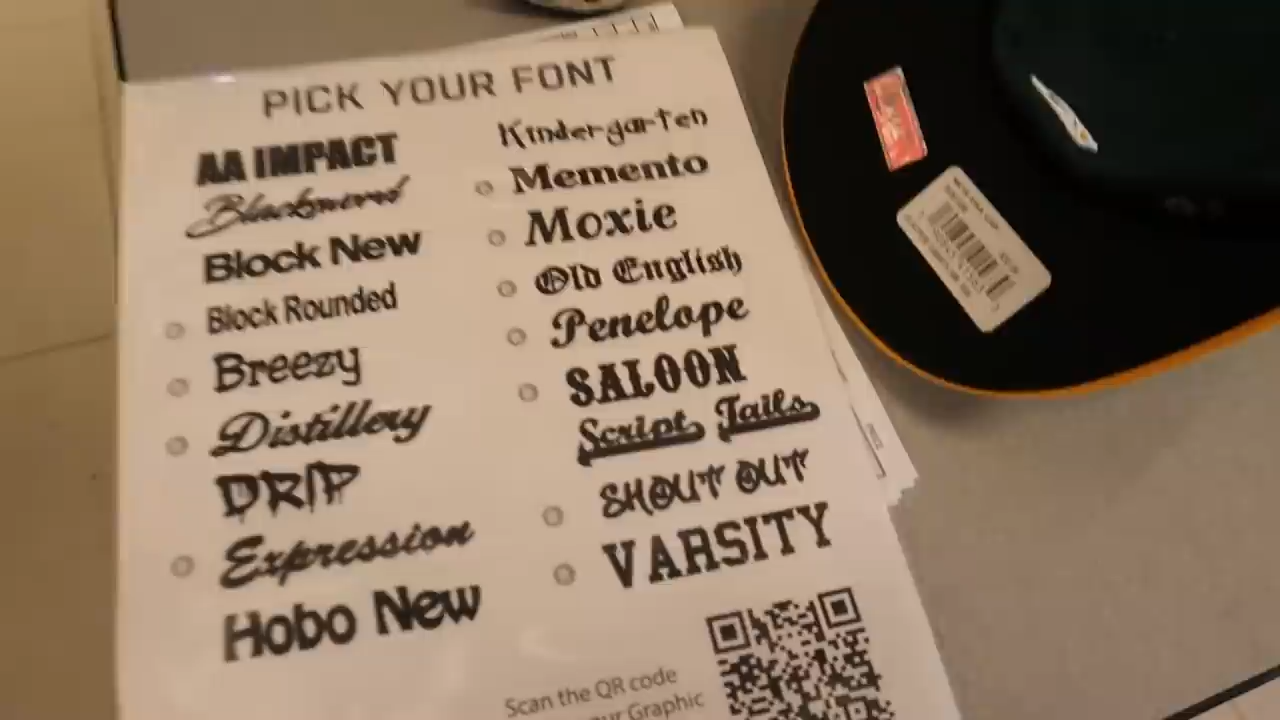 PICK YOUR FONT
AA IMPACT
Blackmord
Block New
Block Rounded
Breezy
Distillery
DRIP
Expression
Hobo New
Kindergarten
Memento
Moxie
Old English
Penelope
SALOON
Script Tails
SHOUT OUT
VARSITY
Scan the QR code
Graphic